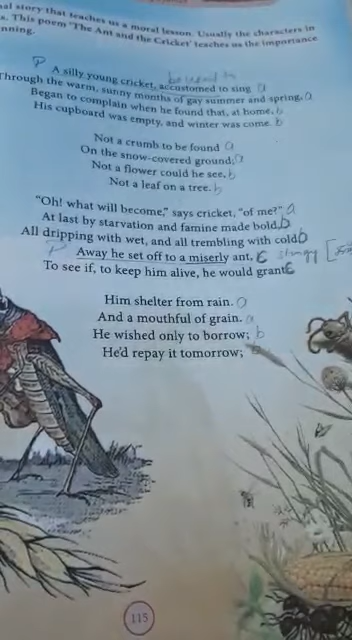 nal story that teaches us a moral lesson. Usually the characters in
s. This poem 'The Ant and the Cricket' teaches us the importance
nning.
P
A silly young cricket, accustomed to sing a
Through the warm, sunny months of gay summer and spring, a
Began to complain when he found that, at home, b
His cupboard was empty, and winter was come. b
Not a crumb to be found a
On the snow-covered ground; a
Not a flower could he see, b
Not a leaf on a tree. b
"Oh! what will become," says cricket, "of me?" a
At last by starvation and famine made bold, b
All dripping with wet, and all trembling with cold b
Away he set off to a miserly ant, c stingy
To see if, to keep him alive, he would grant c
Him shelter from rain. a
And a mouthful of grain. a
He wished only to borrow; b
He'd repay it tomorrow;
115